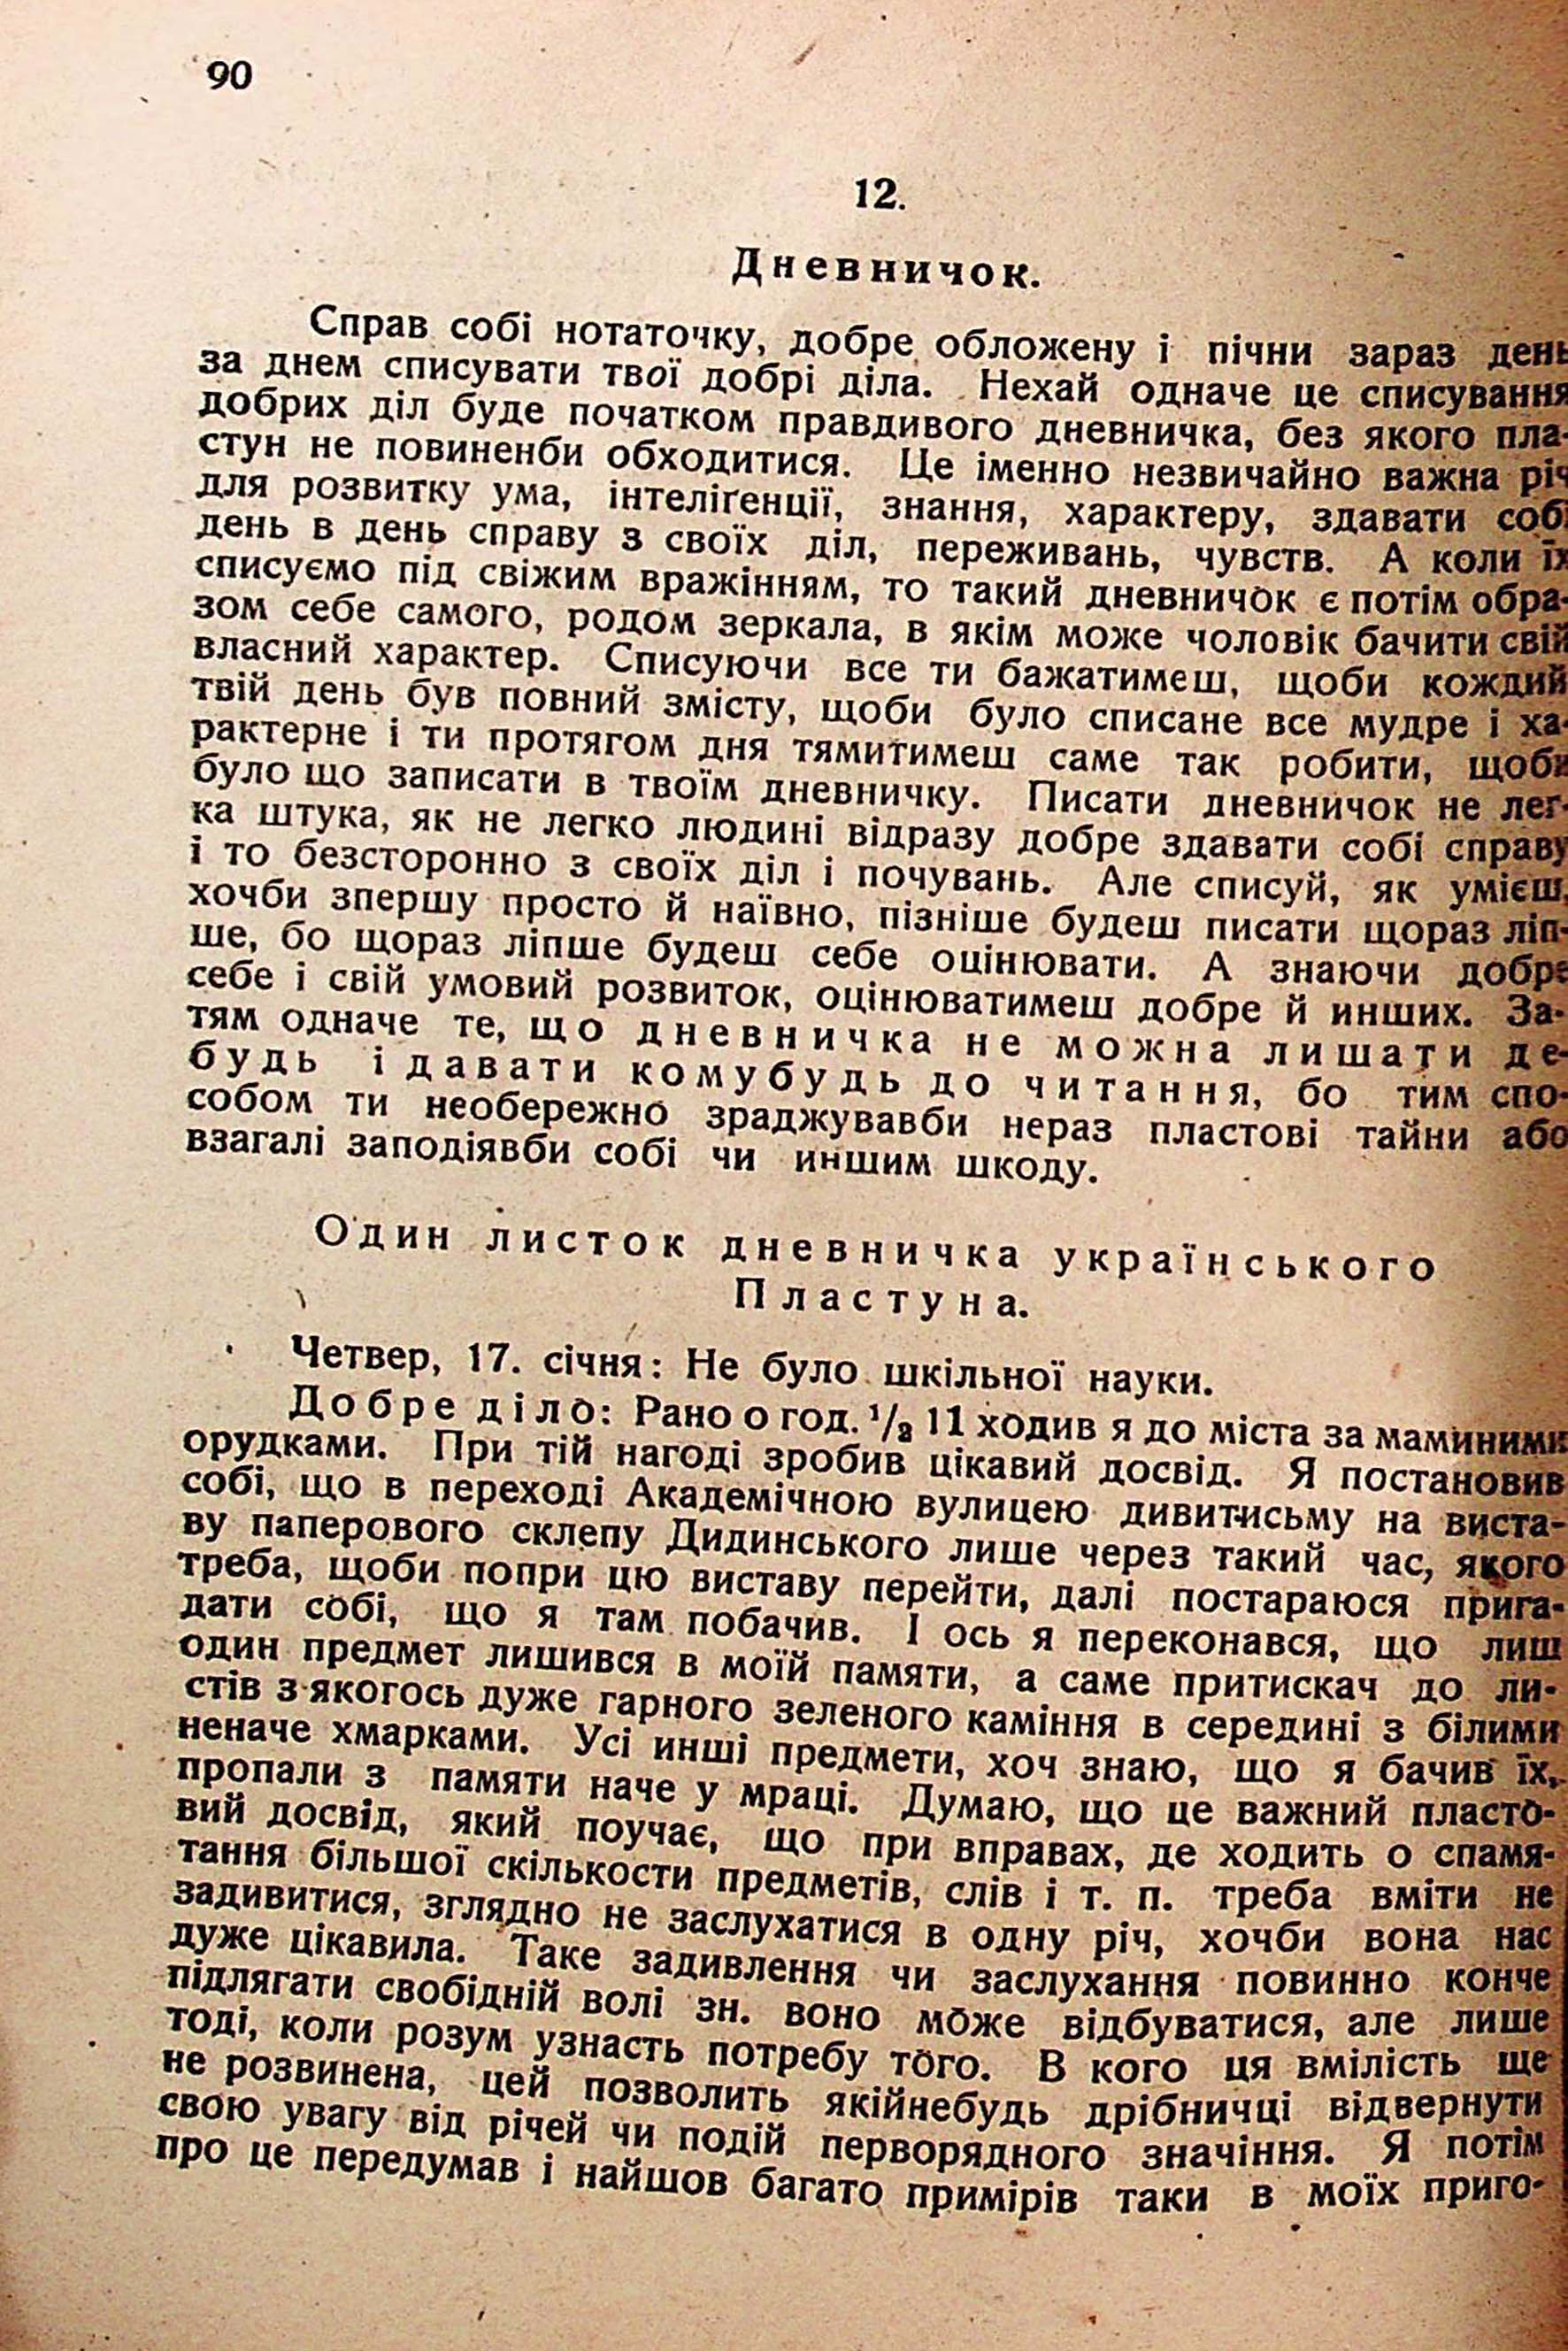 90
12.
Дневничок.
Справ собі нотаточку, добре обложену і пічни зараз день
за днем списувати твої добрі діла. Нехай одначе це списування
добрих діл буде початком правдивого дневничка, без якого пла-
стун не повиненби обходитися. Це іменно незвичайно важна річ
для розвитку ума, інтелігенції, знання, характеру, здавати собі
день в день справу з своїх діл, переживань, чувств. А коли їх
списуємо під свіжим вражінням, то такий дневничок є потім обра-
зом себе самого, родом зеркала, в якім може чоловік бачити свій
власний характер. Списуючи все ти бажатимеш, щоби кождий
твій день був повний змісту, щоби було списане все мудре і ха-
рактерне і ти протягом дня тямитимеш саме так робити, щоби
було що записати в твоїм дневничку. Писати дневничок не лег-
ка штука, як не легко людині відразу добре здавати собі справу
і то безсторонно з своїх діл і почувань. Але списуй, як умієш,
хочби зпершу просто й наївно, пізніше будеш писати щораз ліп-
ше, бо щораз ліпше будеш себе оцінювати. А знаючи добре
себе і свій умовий розвиток, оцінюватимеш добре й инших. За-
тям одначе те, що дневничка не можна лишати де-
будь і давати комубудь до читання, бо тим спо-
собом ти необережно зраджувавби нераз пластові тайни або
взагалі заподіявби собі чи иншим шкоду.
Один листок дневничка українського
Пластуна.
Четвер, 17. січня: Не було шкільної науки.
Добре діло: Рано о год. 1/2 11 ходив я до міста за маминими
орудками. При тій нагоді зробив цікавий досвід. Я постановив
собі, що в переході Академічною вулицею дивитисьму на виста-
ву паперового склепу Дидинського лише через такий час, якого
треба, щоби попри цю виставу перейти, далі постараюся прига-
дати собі, що я там побачив. І ось я переконався, що лиш
один предмет лишився в моїй памяти, а саме притискач до ли-
стів з якогось дуже гарного зеленого каміння в середині з білими
неначе хмарками. Усі инші предмети, хоч знаю, що я бачив їх,
пропали з памяти наче у мраці. Думаю, що це важний пласто-
вий досвід, який поучає, що при вправах, де ходить о спамя-
тання більшої скількости предметів, слів і т. п. треба вміти не
задивитися, зглядно не заслухатися в одну річ, хочби вона нас
дуже цікавила. Таке задивлення чи заслухання повинно конче
підлягати свобідній волі зн. воно може відбуватися, але лише
тоді, коли розум узнасть потребу того. В кого ця вмілість ще
не розвинена, цей позволить якійнебудь дрібничці відвернути
свою увагу від річей чи подій перворядного значіння. Я потім
про це передумав і найшов багато примірів таки в моїх приго-